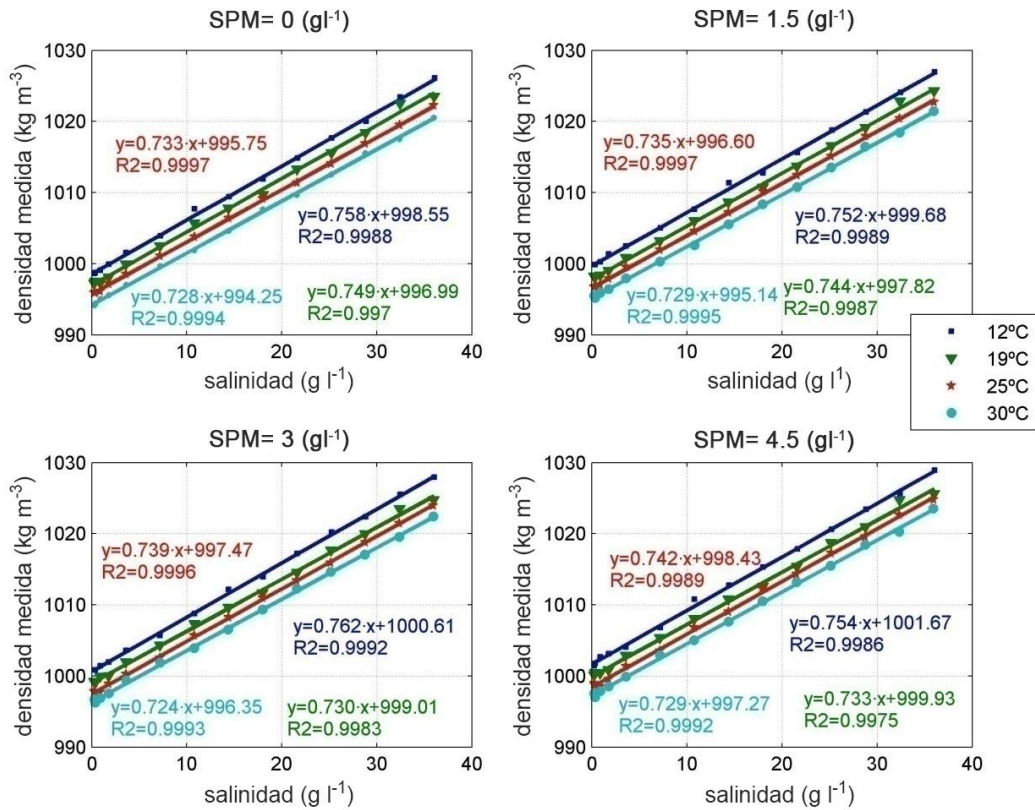 SPM= 0 (gl⁻¹)
1030
1020
1010
1000
990
densidad medida (kg m⁻³)
y=0.733·x+995.75
R2=0.9997
y=0.758·x+998.55
R2=0.9988
y=0.728·x+994.25
R2=0.9994
y=0.749·x+996.99
R2=0.997
0 10 20 30 40
salinidad (g l⁻¹)
SPM= 1.5 (gl⁻¹)
1030
1020
1010
1000
990
densidad medida (kg m⁻³)
y=0.735·x+996.60
R2=0.9997
y=0.752·x+999.68
R2=0.9989
y=0.729·x+995.14
R2=0.9995
y=0.744·x+997.82
R2=0.9987
0 10 20 30 40
salinidad (g l¹)
12ºC
19ºC
25ºC
30ºC
SPM= 3 (gl⁻¹)
1030
1020
1010
1000
990
densidad medida (kg m⁻³)
y=0.739·x+997.47
R2=0.9996
y=0.762·x+1000.61
R2=0.9992
y=0.724·x+996.35
R2=0.9993
y=0.730·x+999.01
R2=0.9983
0 10 20 30 40
salinidad (g l⁻¹)
SPM= 4.5 (gl⁻¹)
1030
1020
1010
1000
990
densidad medida (kg m⁻³)
y=0.742·x+998.43
R2=0.9989
y=0.754·x+1001.67
R2=0.9986
y=0.729·x+997.27
R2=0.9992
y=0.733·x+999.93
R2=0.9975
0 10 20 30 40
salinidad (g l⁻¹)